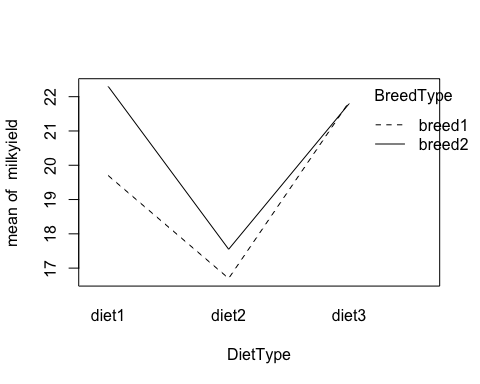 BreedType
breed1
breed2
22
21
20
19
18
17
mean of milkyield
diet1 diet2 diet3
DietType